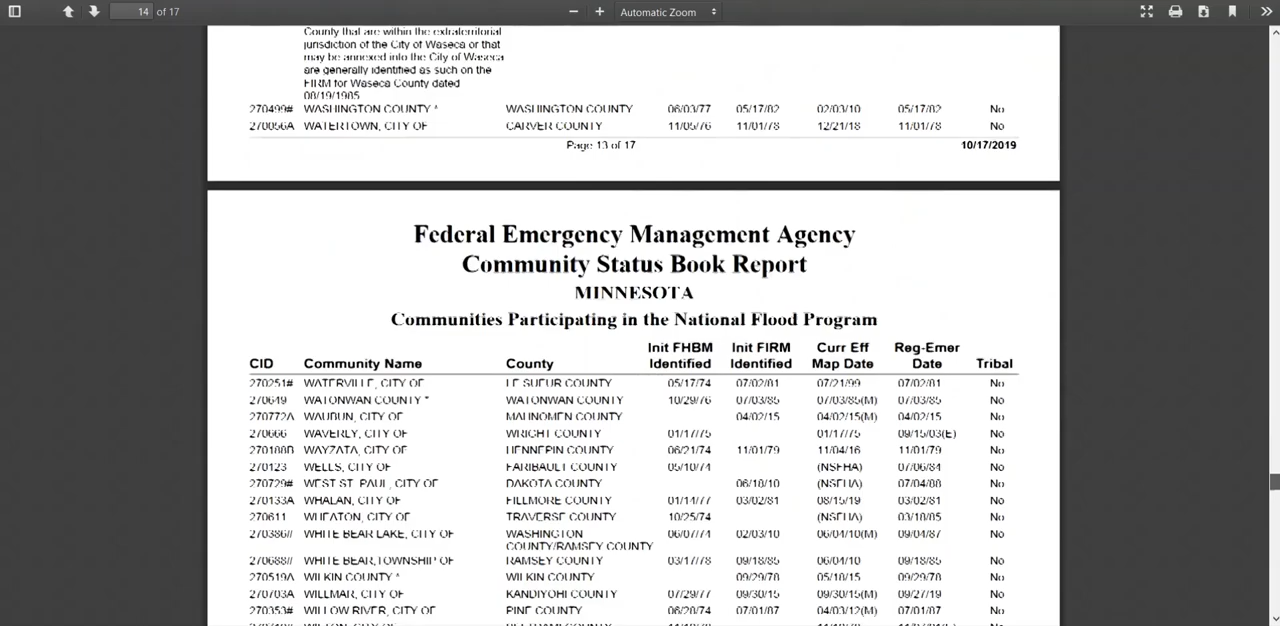 14 of 17 Automatic Zoom
County that are within the extraterritorial
jurisdiction of the City of Waseca or that
may be annexed into the City of Waseca
are generally identified as such on the
FIRM for Waseca County dated
08/19/1985
270499# WASHINGTON COUNTY * WASHINGTON COUNTY 06/03/77 05/17/82 02/03/10 05/17/82 No
270056A WATERTOWN, CITY OF CARVER COUNTY 11/05/76 11/01/78 12/21/18 11/01/78 No
Page 13 of 17 10/17/2019
Federal Emergency Management Agency
Community Status Book Report
MINNESOTA
Communities Participating in the National Flood Program
Init FHBM Init FIRM Curr Eff Reg-Emer
CID Community Name County Identified Identified Map Date Date Tribal
270251# WATERVILLE, CITY OF LE SUEUR COUNTY 05/17/74 07/02/81 07/21/99 07/02/81 No
270649 WATONWAN COUNTY * WATONWAN COUNTY 10/29/76 07/03/85 07/03/85(M) 07/03/85 No
270772A WAUBUN, CITY OF MAHNOMEN COUNTY 04/02/15 04/02/15(M) 04/02/15 No
270666 WAVERLY, CITY OF WRIGHT COUNTY 01/17/75 01/17/75 09/15/03(E) No
270188B WAYZATA, CITY OF HENNEPIN COUNTY 06/21/74 11/01/79 11/04/16 11/01/79 No
270123 WELLS, CITY OF FARIBAULT COUNTY 05/10/74 (NSFHA) 07/06/84 No
270729# WEST ST. PAUL, CITY OF DAKOTA COUNTY 06/18/10 (NSFHA) 07/04/88 No
270133A WHALAN, CITY OF FILLMORE COUNTY 01/14/77 03/02/81 08/15/19 03/02/81 No
270611 WHEATON, CITY OF TRAVERSE COUNTY 10/25/74 (NSFHA) 03/18/85 No
270386# WHITE BEAR LAKE, CITY OF WASHINGTON 06/07/74 02/03/10 06/04/10(M) 09/04/87 No
COUNTY/RAMSEY COUNTY
270688# WHITE BEAR,TOWNSHIP OF RAMSEY COUNTY 03/17/78 09/18/85 06/04/10 09/18/85 No
270519A WILKIN COUNTY * WILKIN COUNTY 09/29/78 05/18/15 09/29/78 No
270703A WILLMAR, CITY OF KANDIYOHI COUNTY 07/29/77 09/30/15 09/30/15(M) 09/27/19 No
270353# WILLOW RIVER, CITY OF PINE COUNTY 06/28/74 07/01/87 04/03/12(M) 07/01/87 No